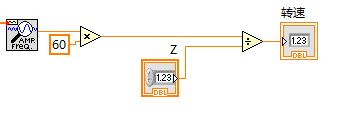 转速
AMP
FREQ.
60
1.23
DBL
Z
1.23
DBL